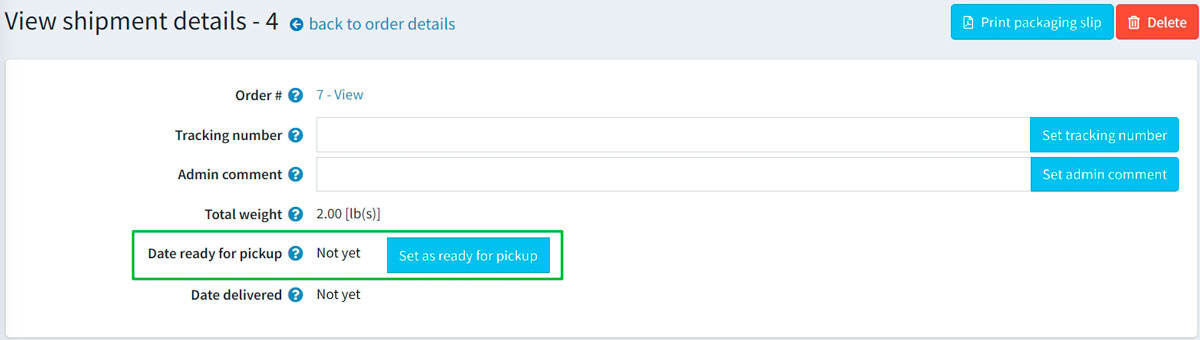 View shipment details - 4 back to order details Print packaging slip Delete
Order # ? 7 - View
Tracking number ? Set tracking number
Admin comment ? Set admin comment
Total weight ? 2.00 [lb(s)]
Date ready for pickup ? Not yet Set as ready for pickup
Date delivered ? Not yet